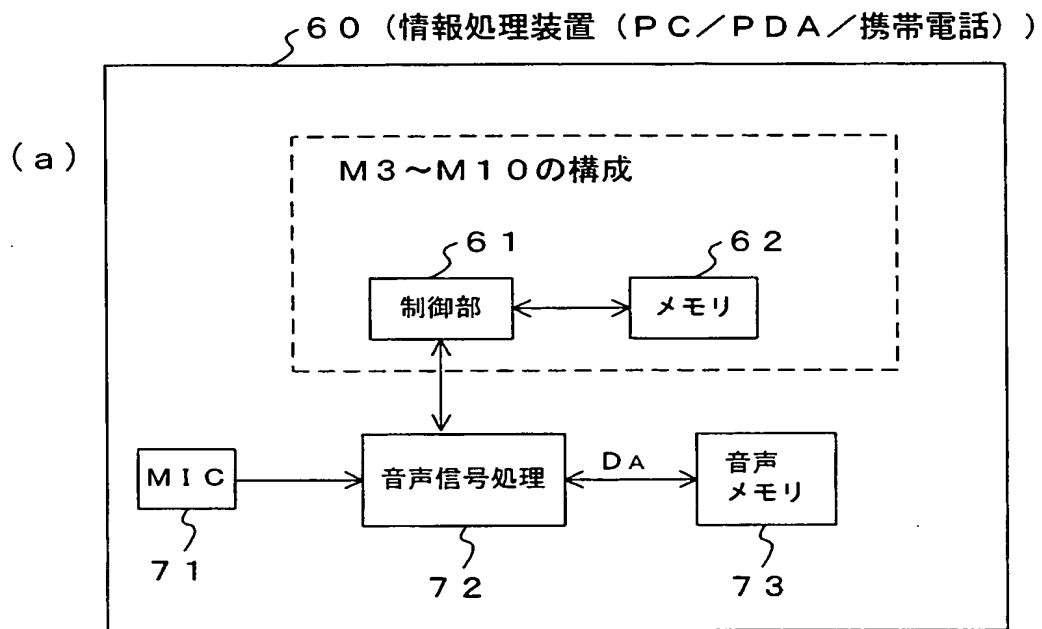 ６０（情報処理装置（ＰＣ／ＰＤＡ／携帯電話））
（ａ）
Ｍ３～Ｍ１０の構成
６１
６２
制御部
メモリ
ＭＩＣ
音声信号処理
ＤA
音声
メモリ
７１
７２
７３